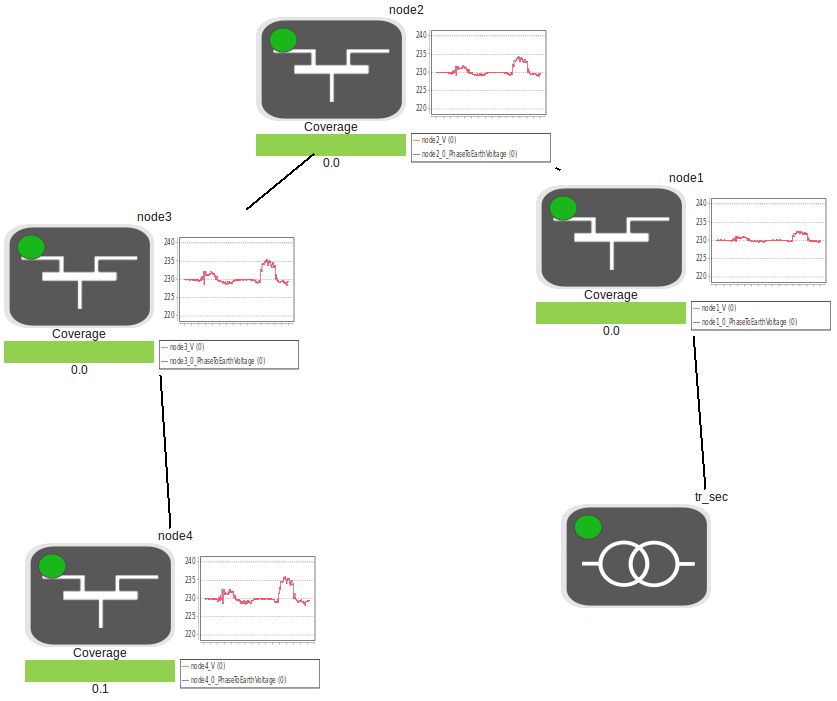 node2
240
235
230
225
220
Coverage
0.0
node2_V (0)
node2_0_PhaseToEarthVoltage (0)
node1
240
235
230
225
220
Coverage
0.0
node1_V (0)
node1_0_PhaseToEarthVoltage (0)
node3
240
235
230
225
220
Coverage
0.0
node3_V (0)
node3_0_PhaseToEarthVoltage (0)
tr_sec
node4
240
235
230
225
220
Coverage
0.1
node4_V (0)
node4_0_PhaseToEarthVoltage (0)